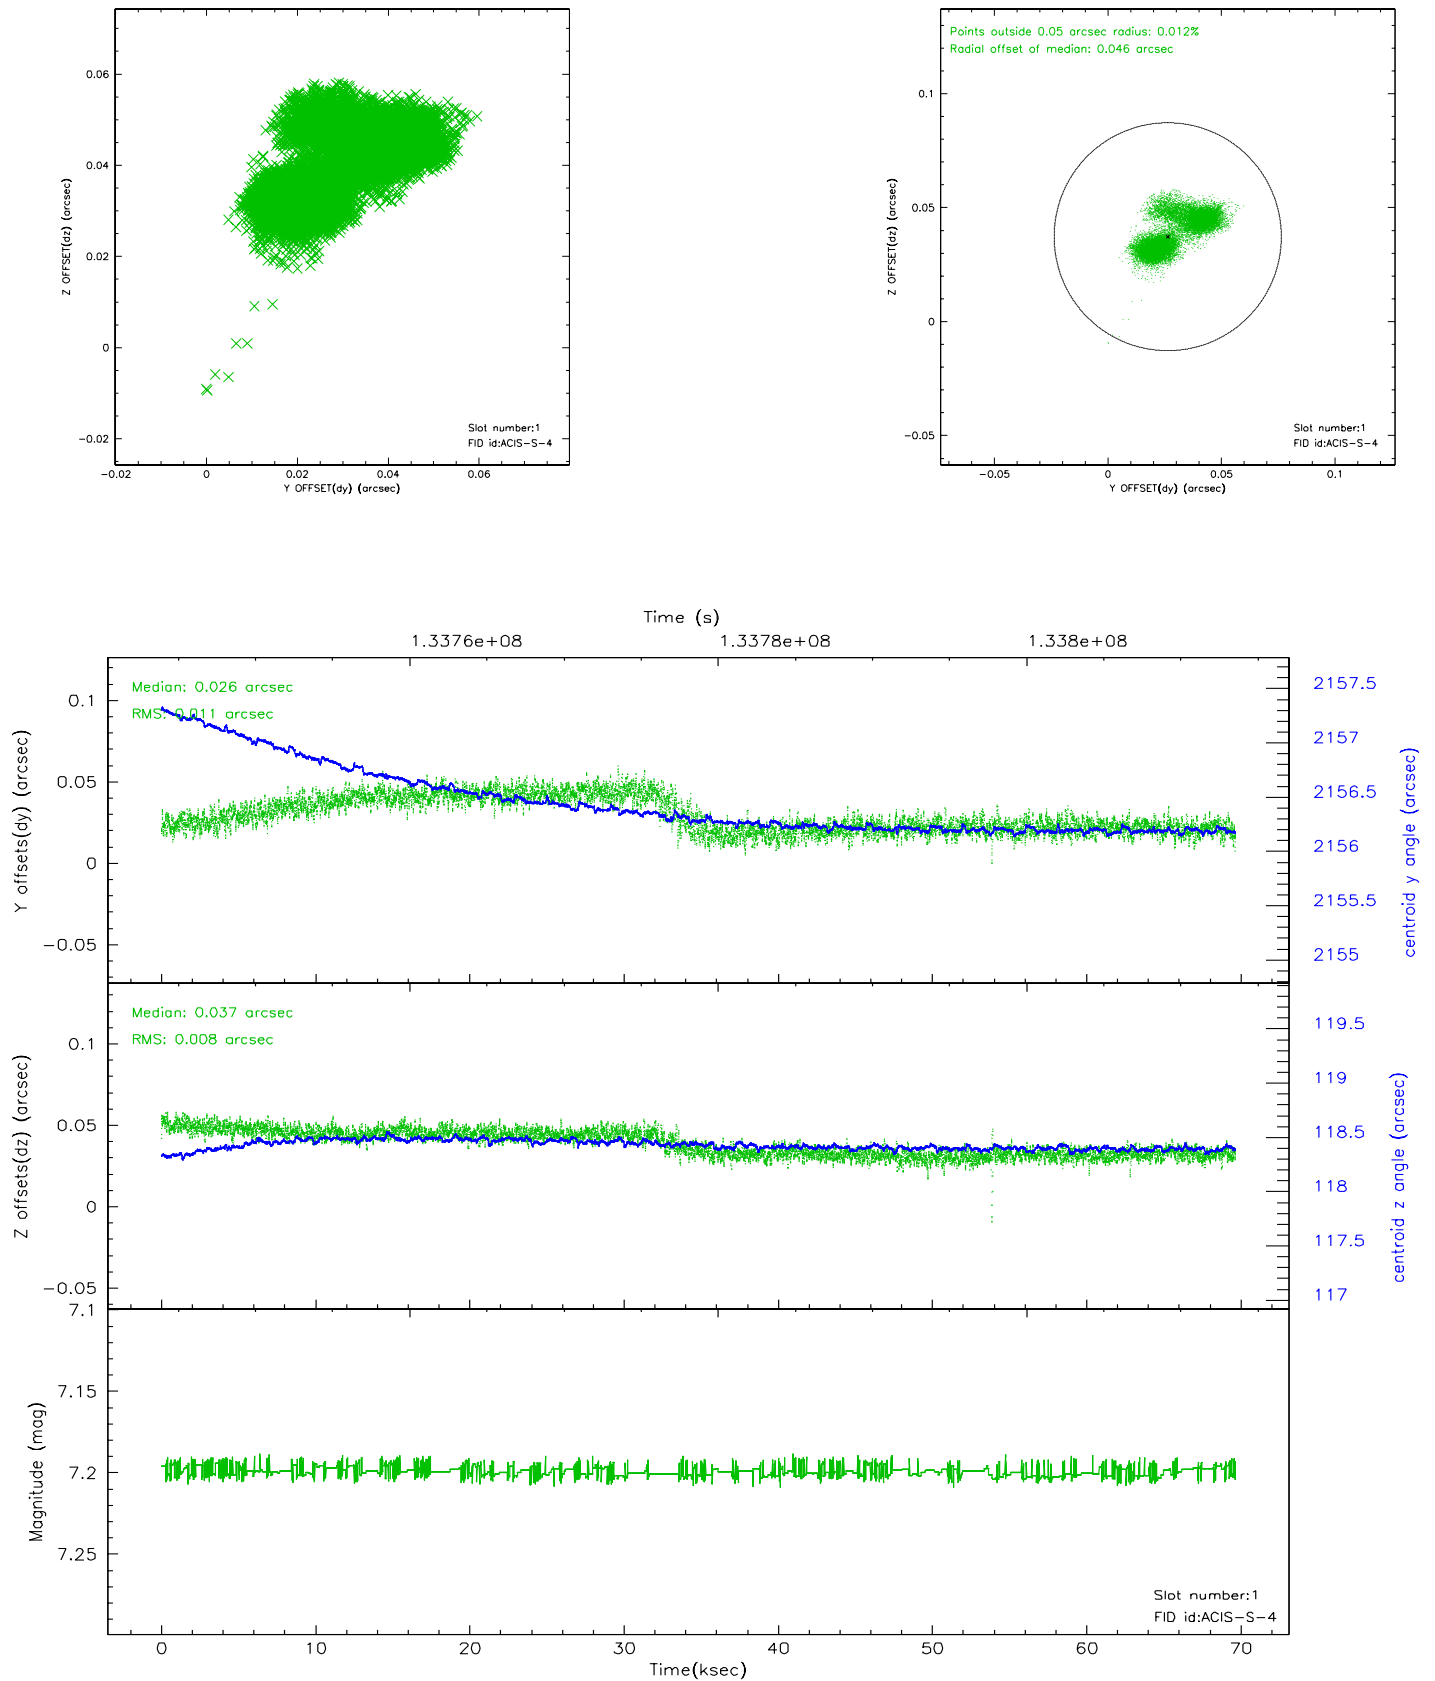 Points outside 0.05 arcsec radius: 0.012%
Radial offset of median: 0.046 arcsec
0.06
0.04
0.02
0
−0.02
Z OFFSET(dz) (arcsec)
Slot number:1
FID id:ACIS−S−4
−0.02 0 0.02 0.04 0.06
Y OFFSET(dy) (arcsec)
0.1
0.05
0
−0.05
Z OFFSET(dz) (arcsec)
Slot number:1
FID id:ACIS−S−4
−0.05 0 0.05 0.1
Y OFFSET(dy) (arcsec)
Time (s)
1.3376e+08 1.3378e+08 1.338e+08
Median: 0.026 arcsec
RMS: 0.011 arcsec
0.1
0.05
0
−0.05
Y offsets(dy) (arcsec)
2157.5
2157
2156.5
2156
2155.5
2155
centroid y angle (arcsec)
Median: 0.037 arcsec
RMS: 0.008 arcsec
0.1
0.05
0
−0.05
Z offsets(dz) (arcsec)
119.5
119
118.5
118
117.5
117
centroid z angle (arcsec)
7.1
7.15
7.2
7.25
Magnitude (mag)
Slot number:1
FID id:ACIS−S−4
0 10 20 30 40 50 60 70
Time(ksec)